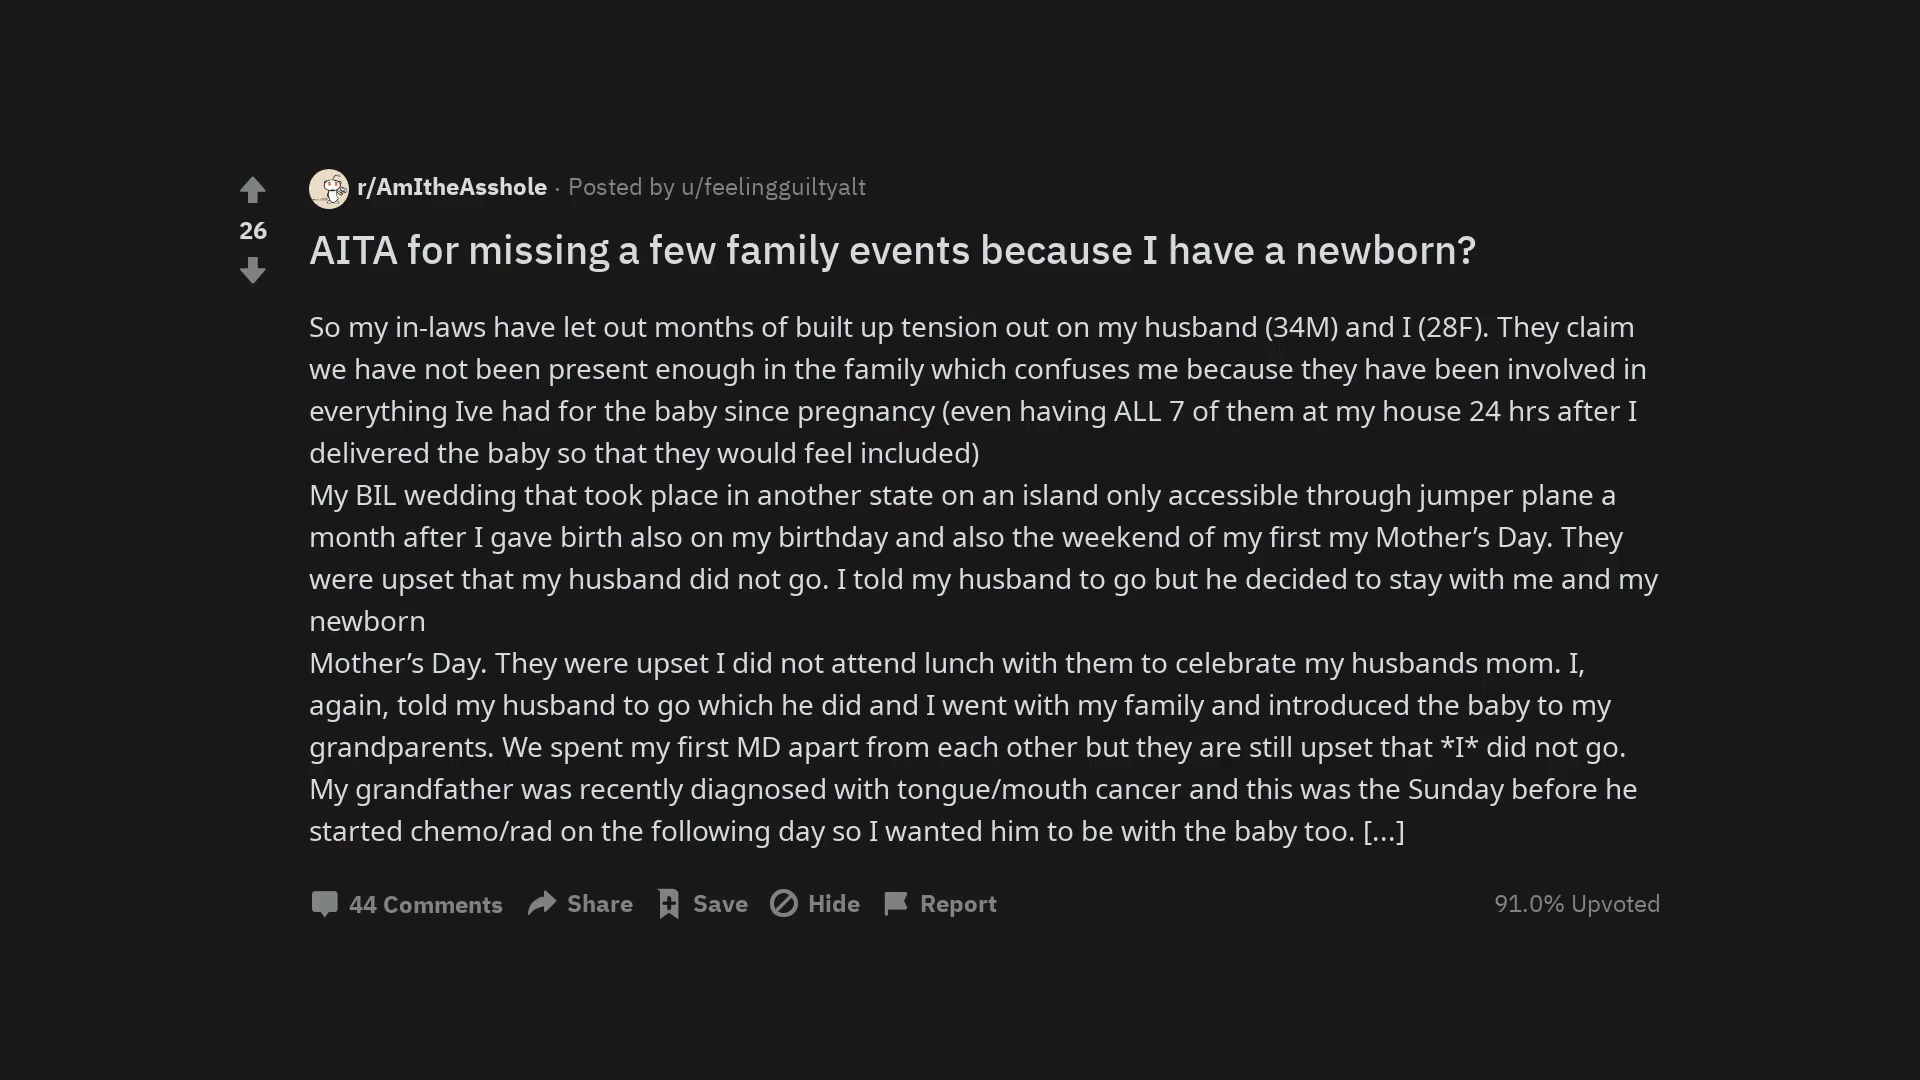 r/AmItheAsshole · Posted by u/feelingguiltyalt
26
AITA for missing a few family events because I have a newborn?
So my in-laws have let out months of built up tension out on my husband (34M) and I (28F). They claim
we have not been present enough in the family which confuses me because they have been involved in
everything Ive had for the baby since pregnancy (even having ALL 7 of them at my house 24 hrs after I
delivered the baby so that they would feel included)
My BIL wedding that took place in another state on an island only accessible through jumper plane a
month after I gave birth also on my birthday and also the weekend of my first my Mother’s Day. They
were upset that my husband did not go. I told my husband to go but he decided to stay with me and my
newborn
Mother’s Day. They were upset I did not attend lunch with them to celebrate my husbands mom. I,
again, told my husband to go which he did and I went with my family and introduced the baby to my
grandparents. We spent my first MD apart from each other but they are still upset that *I* did not go.
My grandfather was recently diagnosed with tongue/mouth cancer and this was the Sunday before he
started chemo/rad on the following day so I wanted him to be with the baby too. [...]
44 Comments Share Save Hide Report 91.0% Upvoted